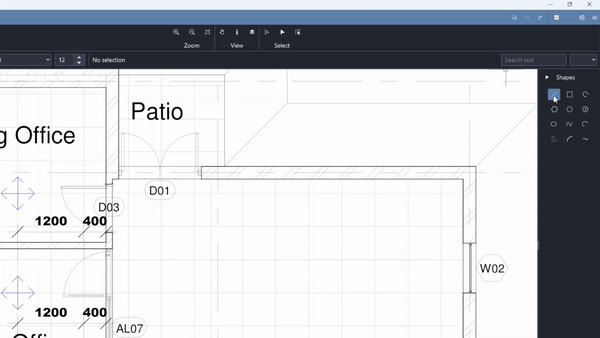 Zoom
View
Select
12
No selection
Search text
Shapes
Patio
g Office
D01
D03
1200 400
W02
1200 400
AL07
Offi